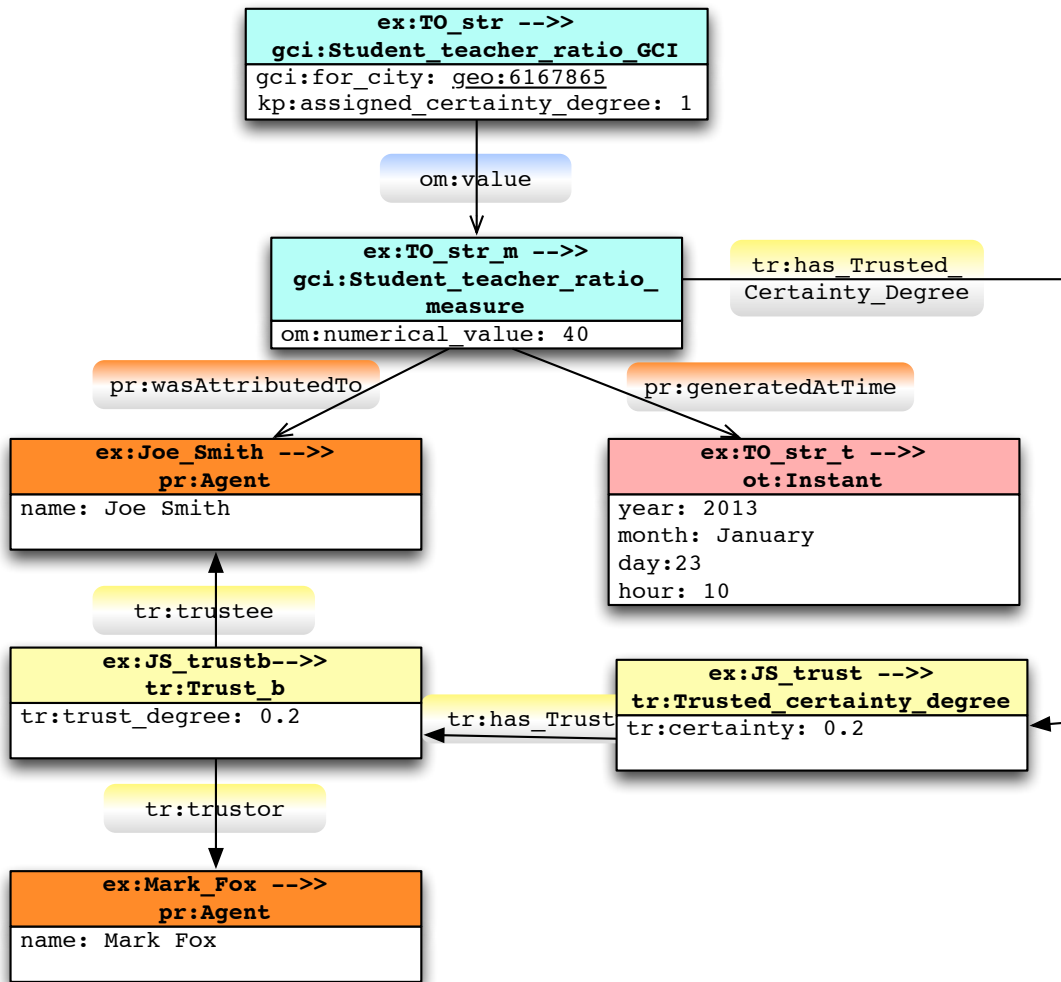 ex:TO_str -->>
gci:Student_teacher_ratio_GCI
gci:for_city: geo:6167865
kp:assigned_certainty_degree: 1
om:value
ex:TO_str_m -->>
gci:Student_teacher_ratio_
measure
om:numerical_value: 40
tr:has_Trusted_
Certainty_Degree
pr:wasAttributedTo
pr:generatedAtTime
ex:Joe_Smith -->>
pr:Agent
name: Joe Smith
ex:TO_str_t -->>
ot:Instant
year: 2013
month: January
day:23
hour: 10
tr:trustee
ex:JS_trustb-->>
tr:Trust_b
tr:trust_degree: 0.2
tr:has_Trust
ex:JS_trust -->>
tr:Trusted_certainty_degree
tr:certainty: 0.2
tr:trustor
ex:Mark_Fox -->>
pr:Agent
name: Mark Fox